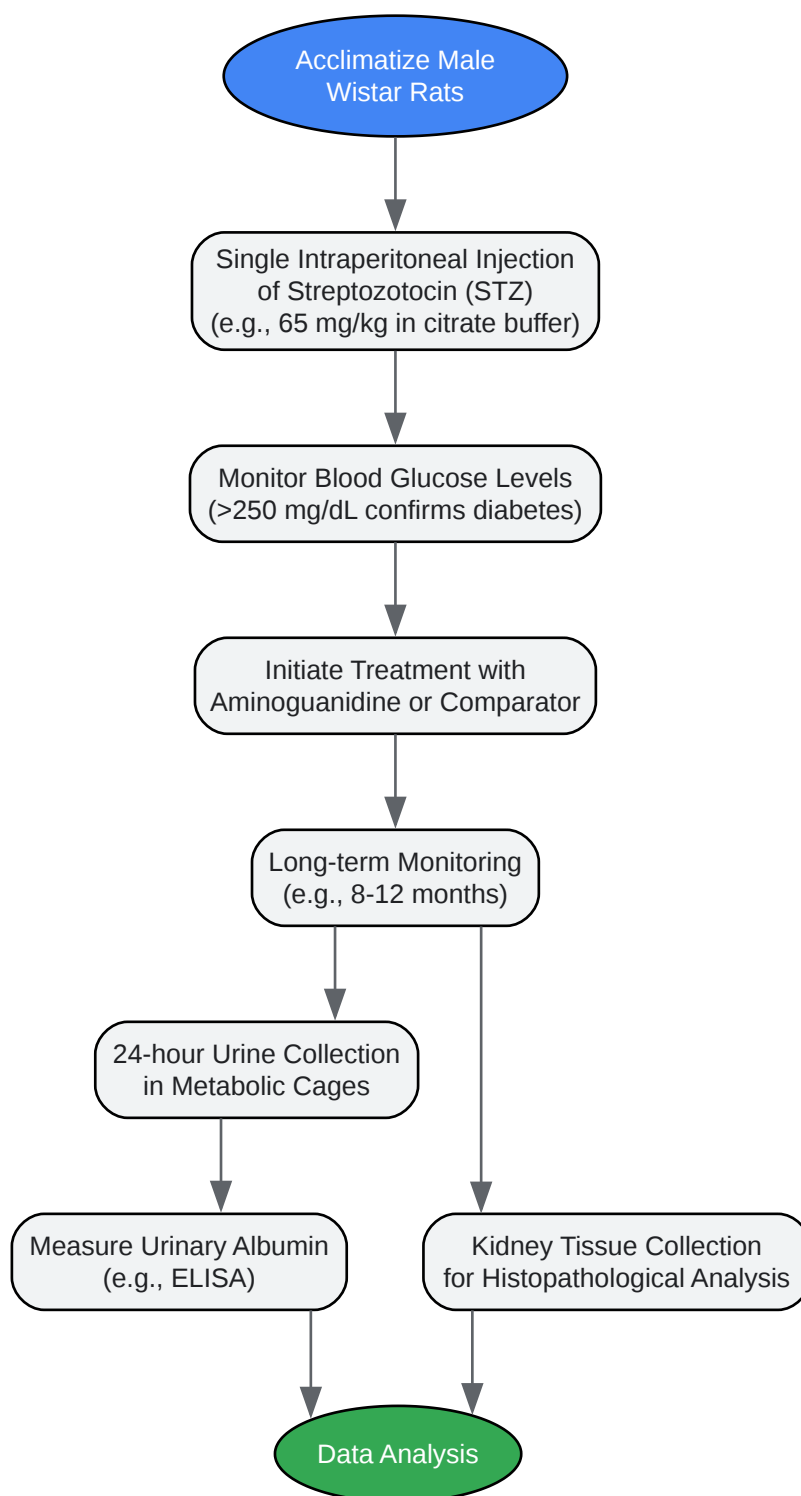 Acclimatize Male
Wistar Rats
Single Intraperitoneal Injection
of Streptozotocin (STZ)
(e.g., 65 mg/kg in citrate buffer)
Monitor Blood Glucose Levels
(>250 mg/dL confirms diabetes)
Initiate Treatment with
Aminoguanidine or Comparator
Long-term Monitoring
(e.g., 8-12 months)
24-hour Urine Collection
in Metabolic Cages
Measure Urinary Albumin
(e.g., ELISA)
Kidney Tissue Collection
for Histopathological Analysis
Data Analysis